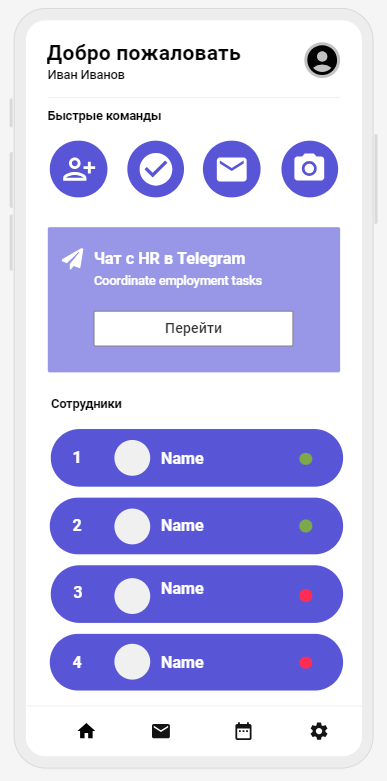 Добро пожаловать
Иван Иванов
Быстрые команды
Чат с HR в Telegram
Coordinate employment tasks
Перейти
Сотрудники
1 Name
2 Name
3 Name
4 Name